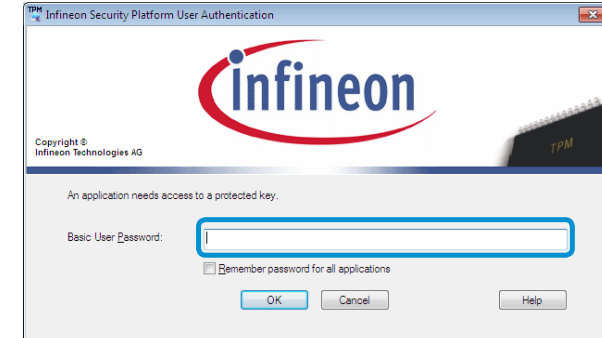 TPM Infineon Security Platform User Authentication
infineon
Copyright ©
Infineon Technologies AG
TPM
An application needs access to a protected key.
Basic User Password:
Remember password for all applications
OK Cancel Help